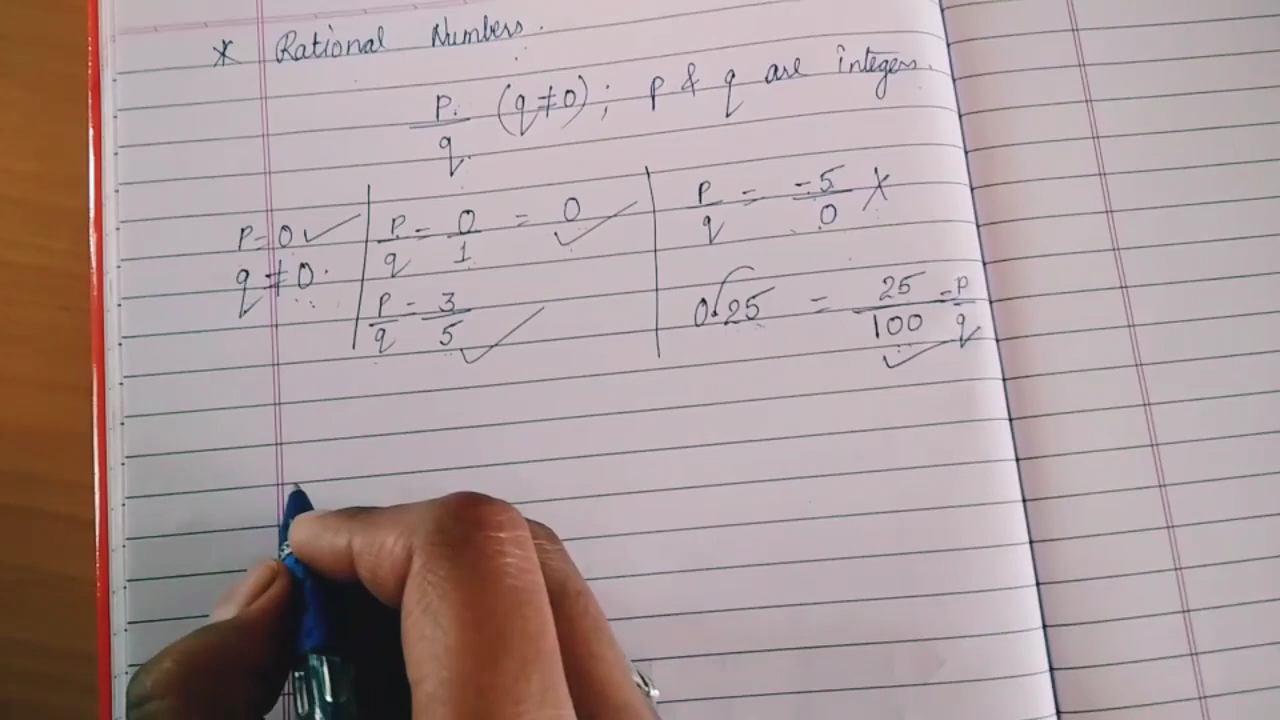 * Rational Numbers.
p/q (q≠0); p & q are integers.
P=0 ✓
q≠0.
P/q = 0/1 = 0 ✓
P/q = 3/5 ✓
P/q = -5/0 X
0.25 = 25/100 = P/q ✓